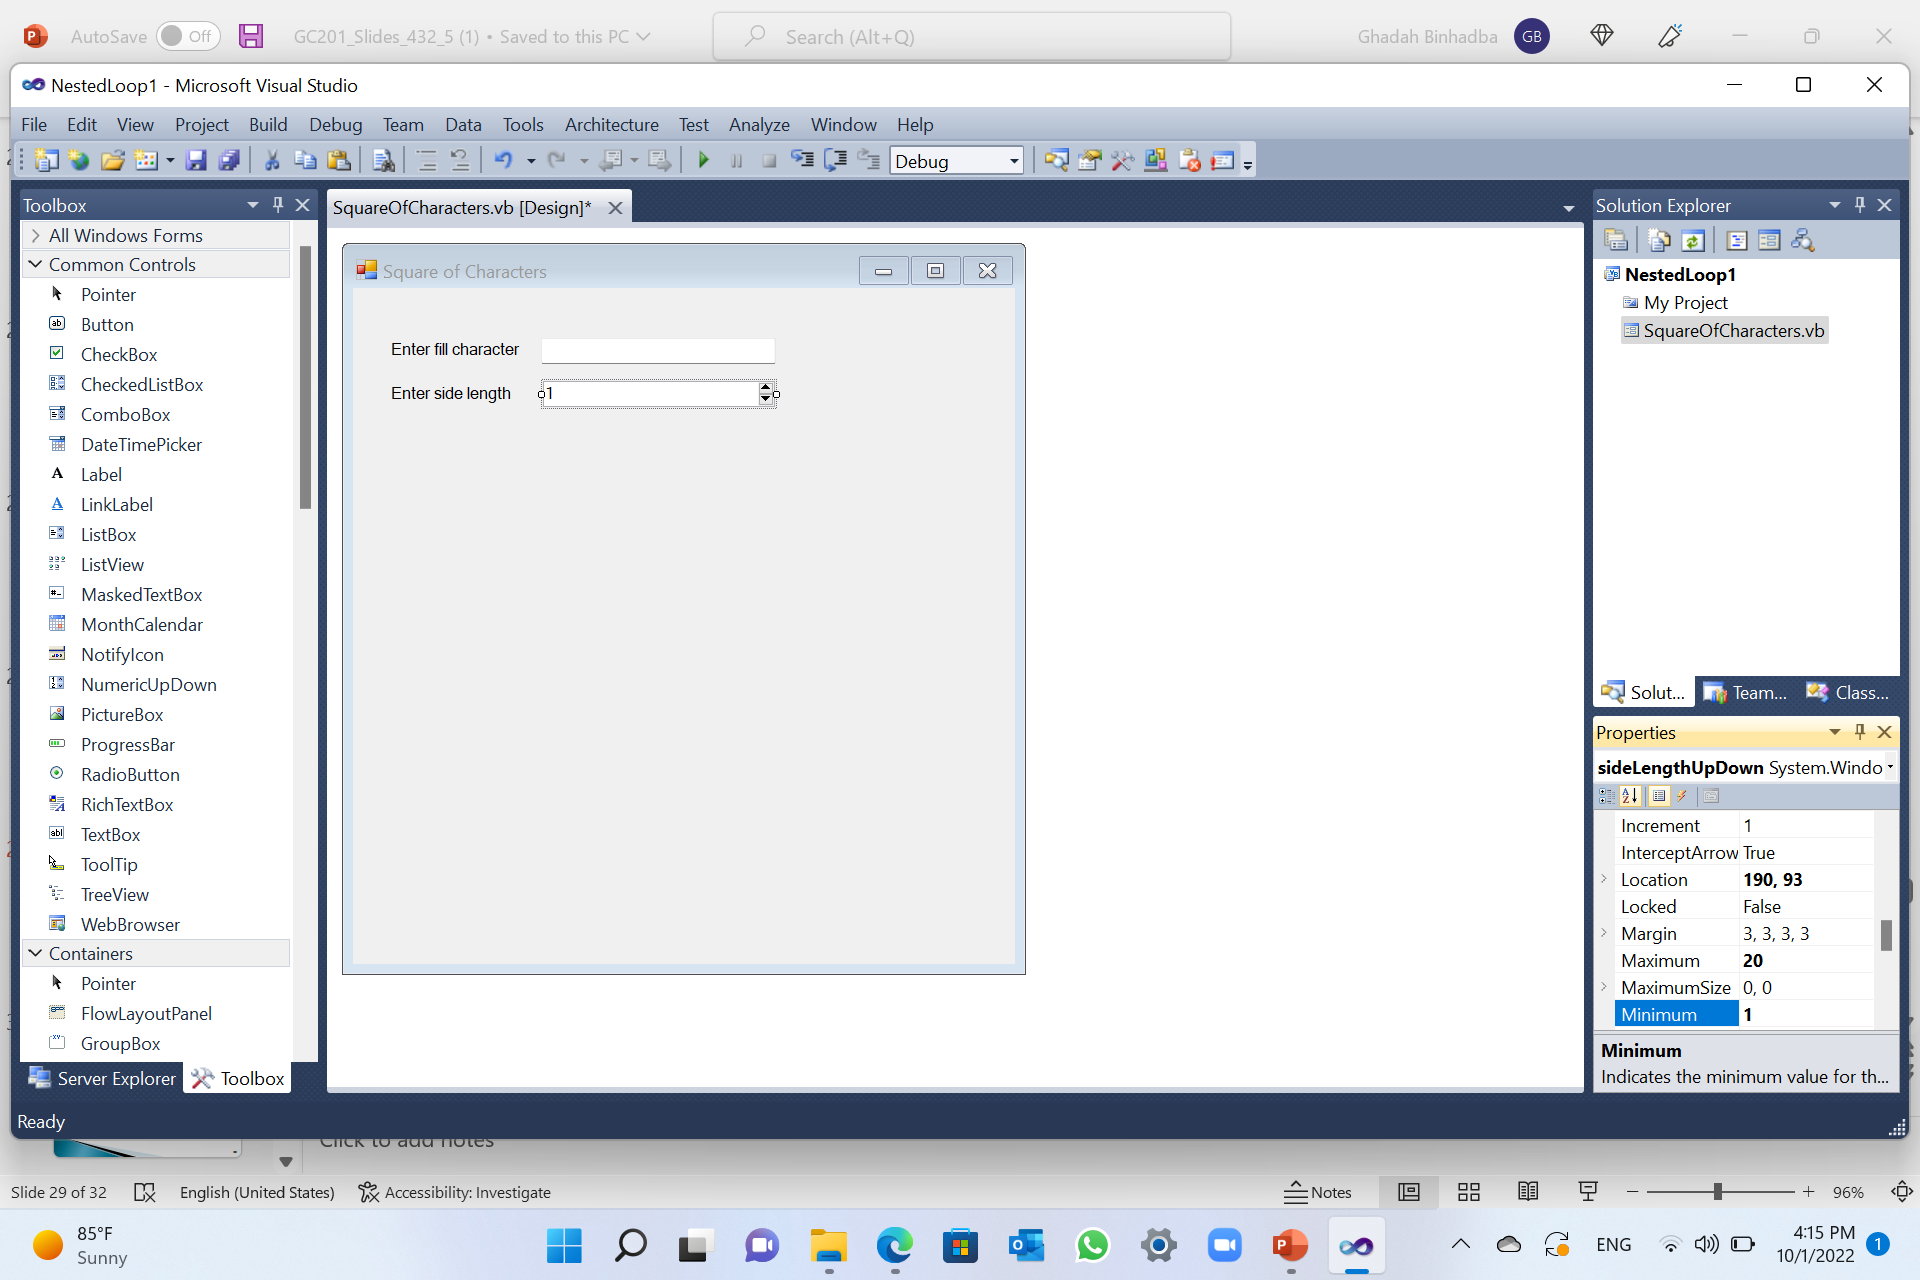 AutoSave Off GC201_Slides_432_5 (1) • Saved to this PC Search (Alt+Q) Ghadah Binhadba GB
NestedLoop1 - Microsoft Visual Studio
File Edit View Project Build Debug Team Data Tools Architecture Test Analyze Window Help
Debug
Toolbox
All Windows Forms
Common Controls
Pointer
Button
CheckBox
CheckedListBox
ComboBox
DateTimePicker
Label
LinkLabel
ListBox
ListView
MaskedTextBox
MonthCalendar
NotifyIcon
NumericUpDown
PictureBox
ProgressBar
RadioButton
RichTextBox
TextBox
ToolTip
TreeView
WebBrowser
Containers
Pointer
FlowLayoutPanel
GroupBox
Server Explorer Toolbox
SquareOfCharacters.vb [Design]*
Square of Characters
Enter fill character
Enter side length 1
Solution Explorer
NestedLoop1
My Project
SquareOfCharacters.vb
Solut... Team... Class...
Properties
sideLengthUpDown System.Windo
Increment 1
InterceptArrow True
Location 190, 93
Locked False
Margin 3, 3, 3, 3
Maximum 20
MaximumSize 0, 0
Minimum 1
Minimum
Indicates the minimum value for th...
Ready
Click to add notes
Slide 29 of 32 English (United States) Accessibility: Investigate Notes 96%
85°F
Sunny
ENG
4:15 PM
10/1/2022
1